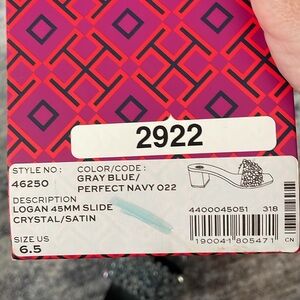 2922
STYLE NO :
46250
COLOR/CODE :
GRAY BLUE/
PERFECT NAVY 022
DESCRIPTION
LOGAN 45MM SLIDE
CRYSTAL/SATIN
SIZE US
6.5
4400045051 318
190041805471
CN